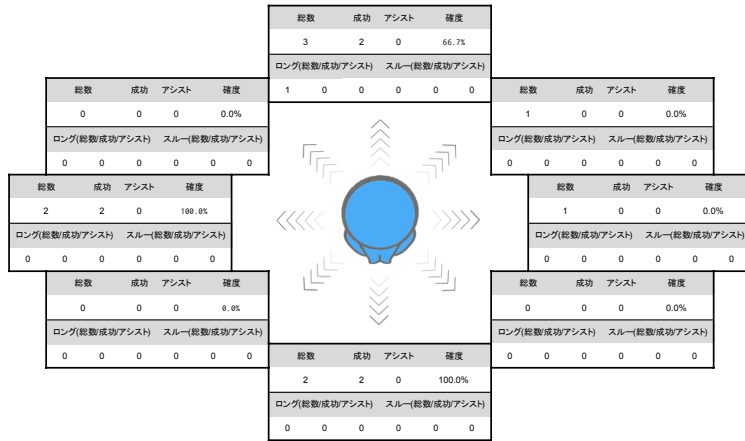 総数 成功 アシスト 確度
3 2 0 66.7%
ロング(総数/成功/アシスト) スルー(総数/成功/アシスト)
1 0 0 0 0 0
総数 成功 アシスト 確度
0 0 0 0.0%
ロング(総数/成功/アシスト) スルー(総数/成功/アシスト)
0 0 0 0 0 0
総数 成功 アシスト 確度
1 0 0 0.0%
ロング(総数/成功/アシスト) スルー(総数/成功/アシスト)
0 0 0 0 0 0
総数 成功 アシスト 確度
2 2 0 100.0%
ロング(総数/成功/アシスト) スルー(総数/成功/アシスト)
0 0 0 0 0 0
総数 成功 アシスト 確度
1 0 0 0.0%
ロング(総数/成功/アシスト) スルー(総数/成功/アシスト)
0 0 0 0 0 0
総数 成功 アシスト 確度
0 0 0 0.0%
ロング(総数/成功/アシスト) スルー(総数/成功/アシスト)
0 0 0 0 0 0
総数 成功 アシスト 確度
0 0 0 0.0%
ロング(総数/成功/アシスト) スルー(総数/成功/アシスト)
0 0 0 0 0 0
総数 成功 アシスト 確度
2 2 0 100.0%
ロング(総数/成功/アシスト) スルー(総数/成功/アシスト)
0 0 0 0 0 0